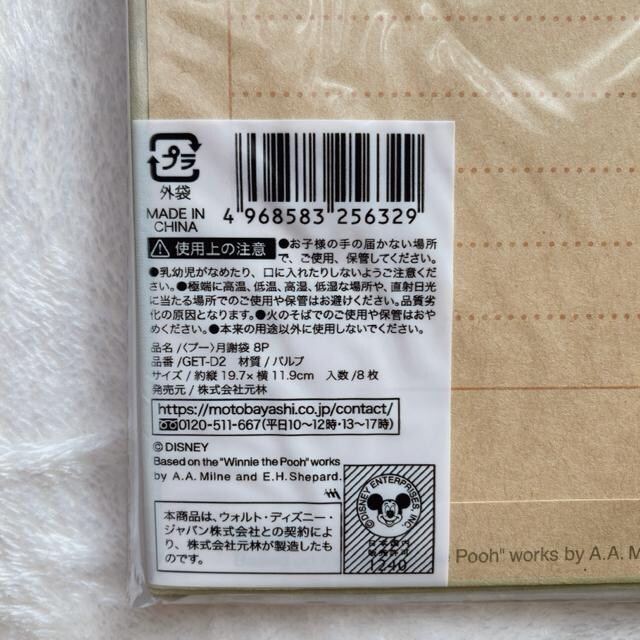 プラ
外袋
MADE IN
CHINA
4 968583 256329
使用上の注意 ●お子様の手の届かない場所
で、ご使用、保管してください。
●乳幼児がなめたり、口に入れたりしないようご注意くださ
い。●極端に高温、低温、高湿、低湿な場所や、直射日光
に当たる場所でのご使用や保管はお避けください。品質劣
化の原因となります。●火のそばでのご使用や保管はおや
めください。●本来の用途以外に使用しないでください。
品名/〈プー〉月謝袋 8P
品番/GET-D2 材質/パルプ
サイズ/約縦 19.7×横 11.9cm 入数/8枚
発売元/株式会社元林
https://motobayashi.co.jp/contact/
0120-511-667(平日10〜12時・13〜17時)
©DISNEY
Based on the "Winnie the Pooh" works
by A.A. Milne and E.H.Shepard.
本商品は、ウォルト・ディズニー・
ジャパン株式会社との契約によ
り、株式会社元林が製造したも
のです。
©DISNEY ENTERPRISES, INC.
日本国内
販売許可
1240
Pooh" works by A.A. M